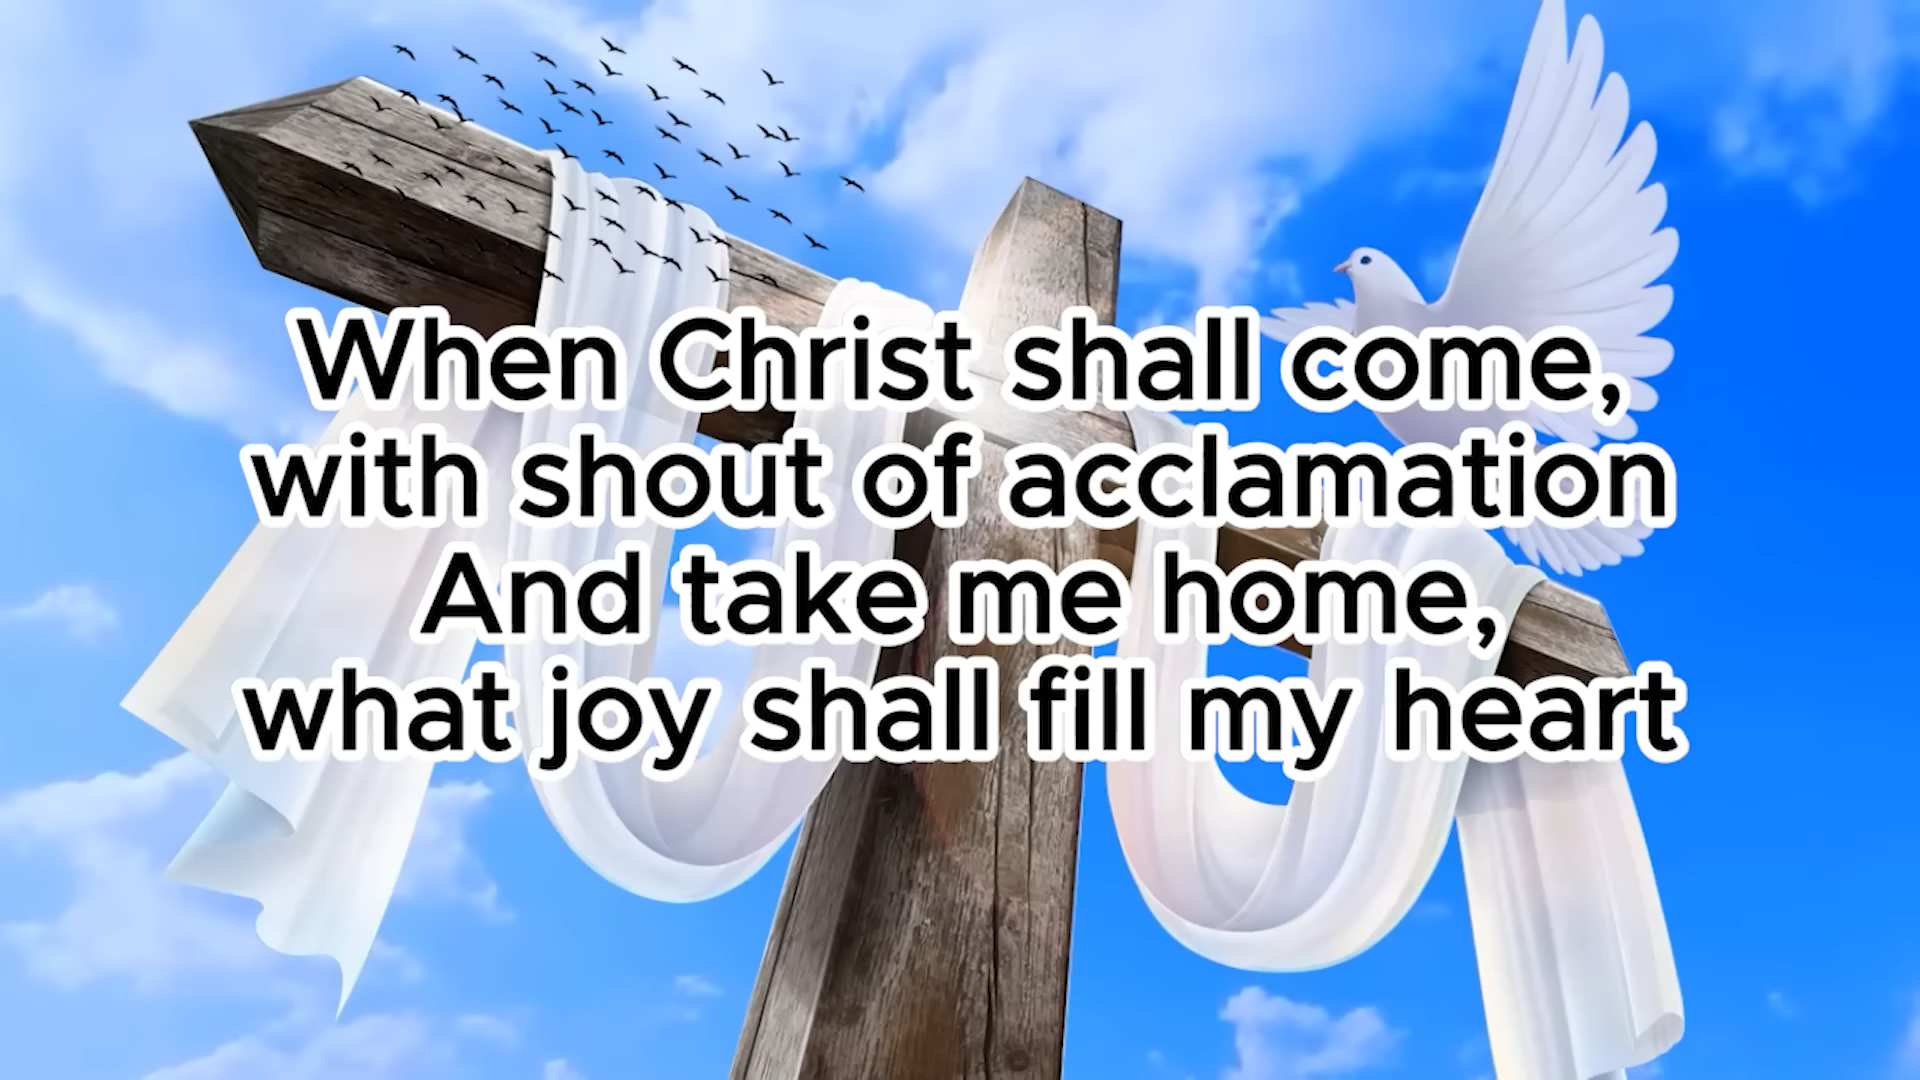 When Christ shall come,
with shout of acclamation
And take me home,
what joy shall fill my heart